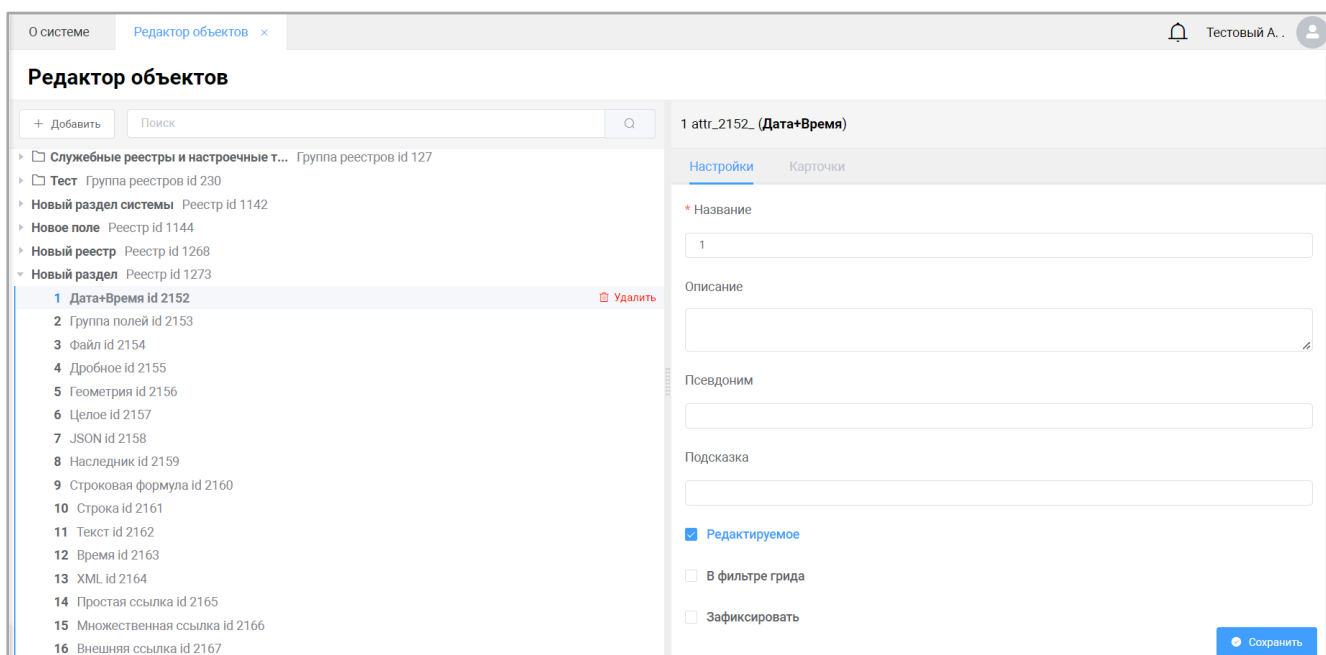 О системе
Редактор объектов ×
Тестовый А. .
Редактор объектов
+ Добавить
Поиск
Служебные реестры и настроечные т... Группа реестров id 127
Тест Группа реестров id 230
Новый раздел системы Реестр id 1142
Новое поле Реестр id 1144
Новый реестр Реестр id 1268
Новый раздел Реестр id 1273
1 Дата+Время id 2152 Удалить
2 Группа полей id 2153
3 Файл id 2154
4 Дробное id 2155
5 Геометрия id 2156
6 Целое id 2157
7 JSON id 2158
8 Наследник id 2159
9 Строковая формула id 2160
10 Строка id 2161
11 Текст id 2162
12 Время id 2163
13 XML id 2164
14 Простая ссылка id 2165
15 Множественная ссылка id 2166
16 Внешняя ссылка id 2167
1 attr_2152_ (Дата+Время)
Настройки
Карточки
* Название
1
Описание
Псевдоним
Подсказка
Редактируемое
В фильтре грида
Зафиксировать
Сохранить